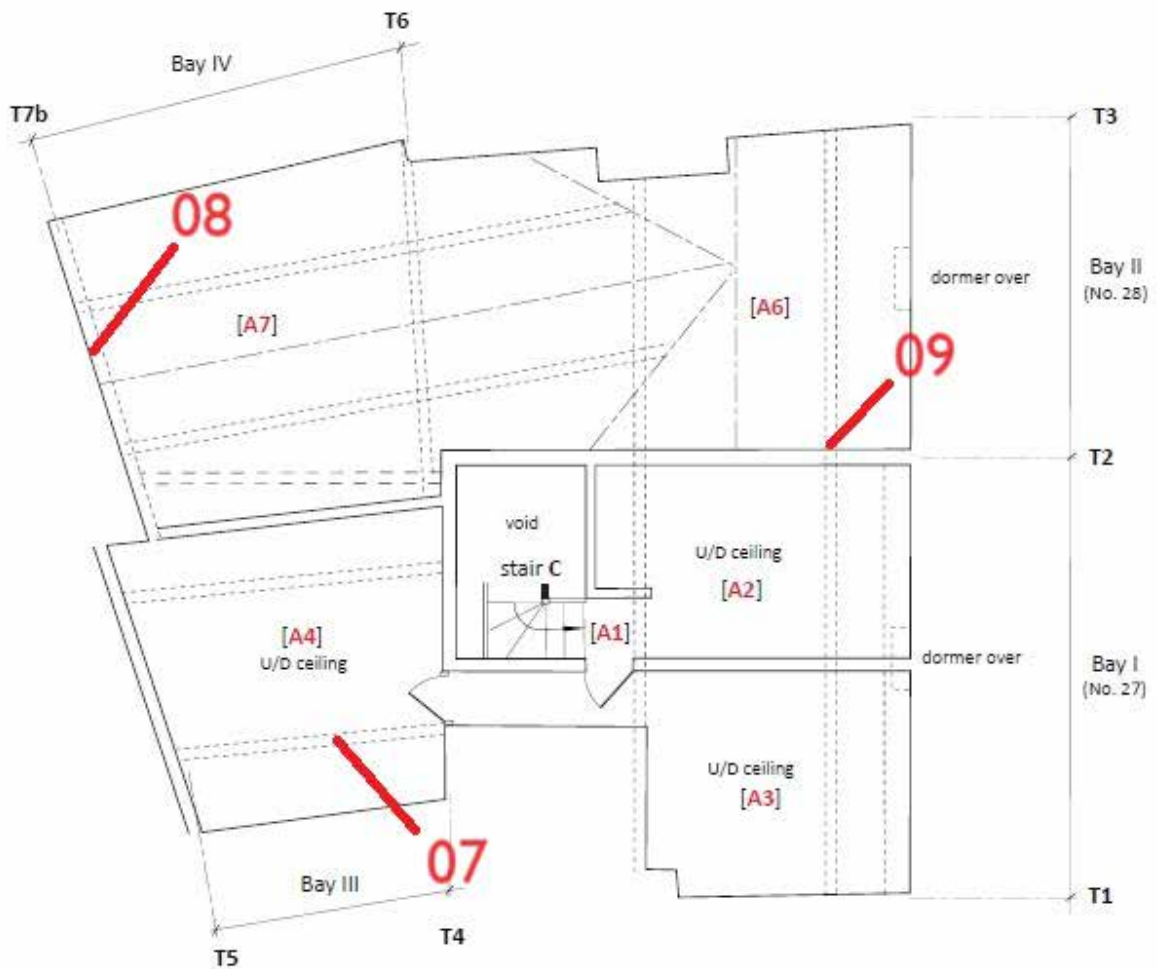 T6
Bay IV
T7b
T3
08
dormer over
Bay II
(No. 28)
[A7]
[A6]
09
T2
void
U/D ceiling
stair C
[A2]
[A1]
[A4]
U/D ceiling
dormer over
Bay I
(No. 27)
U/D ceiling
[A3]
07
Bay III
T1
T4
T5